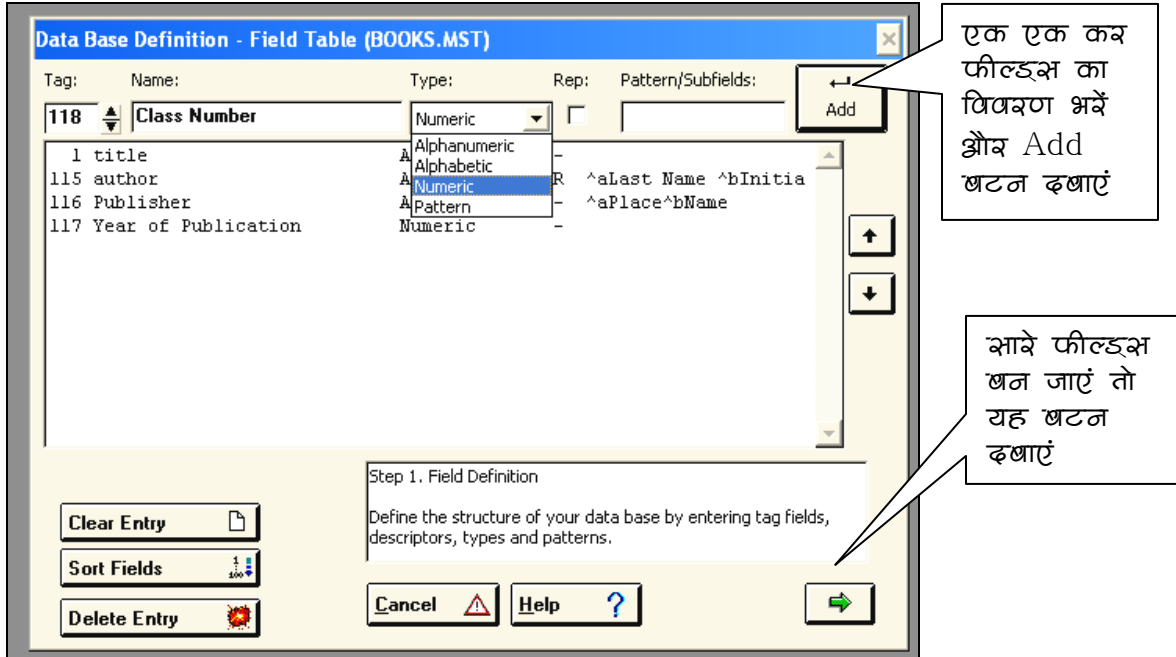 Data Base Definition - Field Table (BOOKS.MST)
Tag: Name: Type: Rep: Pattern/Subfields:
118 Class Number Numeric Add
Alphanumeric
Alphabetic
Numeric
Pattern
1 title A -
115 author A R ^aLast Name ^bInitia
116 Publisher A - ^aPlace^bName
117 Year of Publication Numeric -
Step 1. Field Definition
Define the structure of your data base by entering tag fields,
descriptors, types and patterns.
Clear Entry
Sort Fields
Delete Entry
Cancel
Help ?
एक एक कर
फील्ड्स का
विवरण भरें
और Add
बटन दबाएं
सारे फील्ड्स
बन जाएं तो
यह बटन
दबाएं